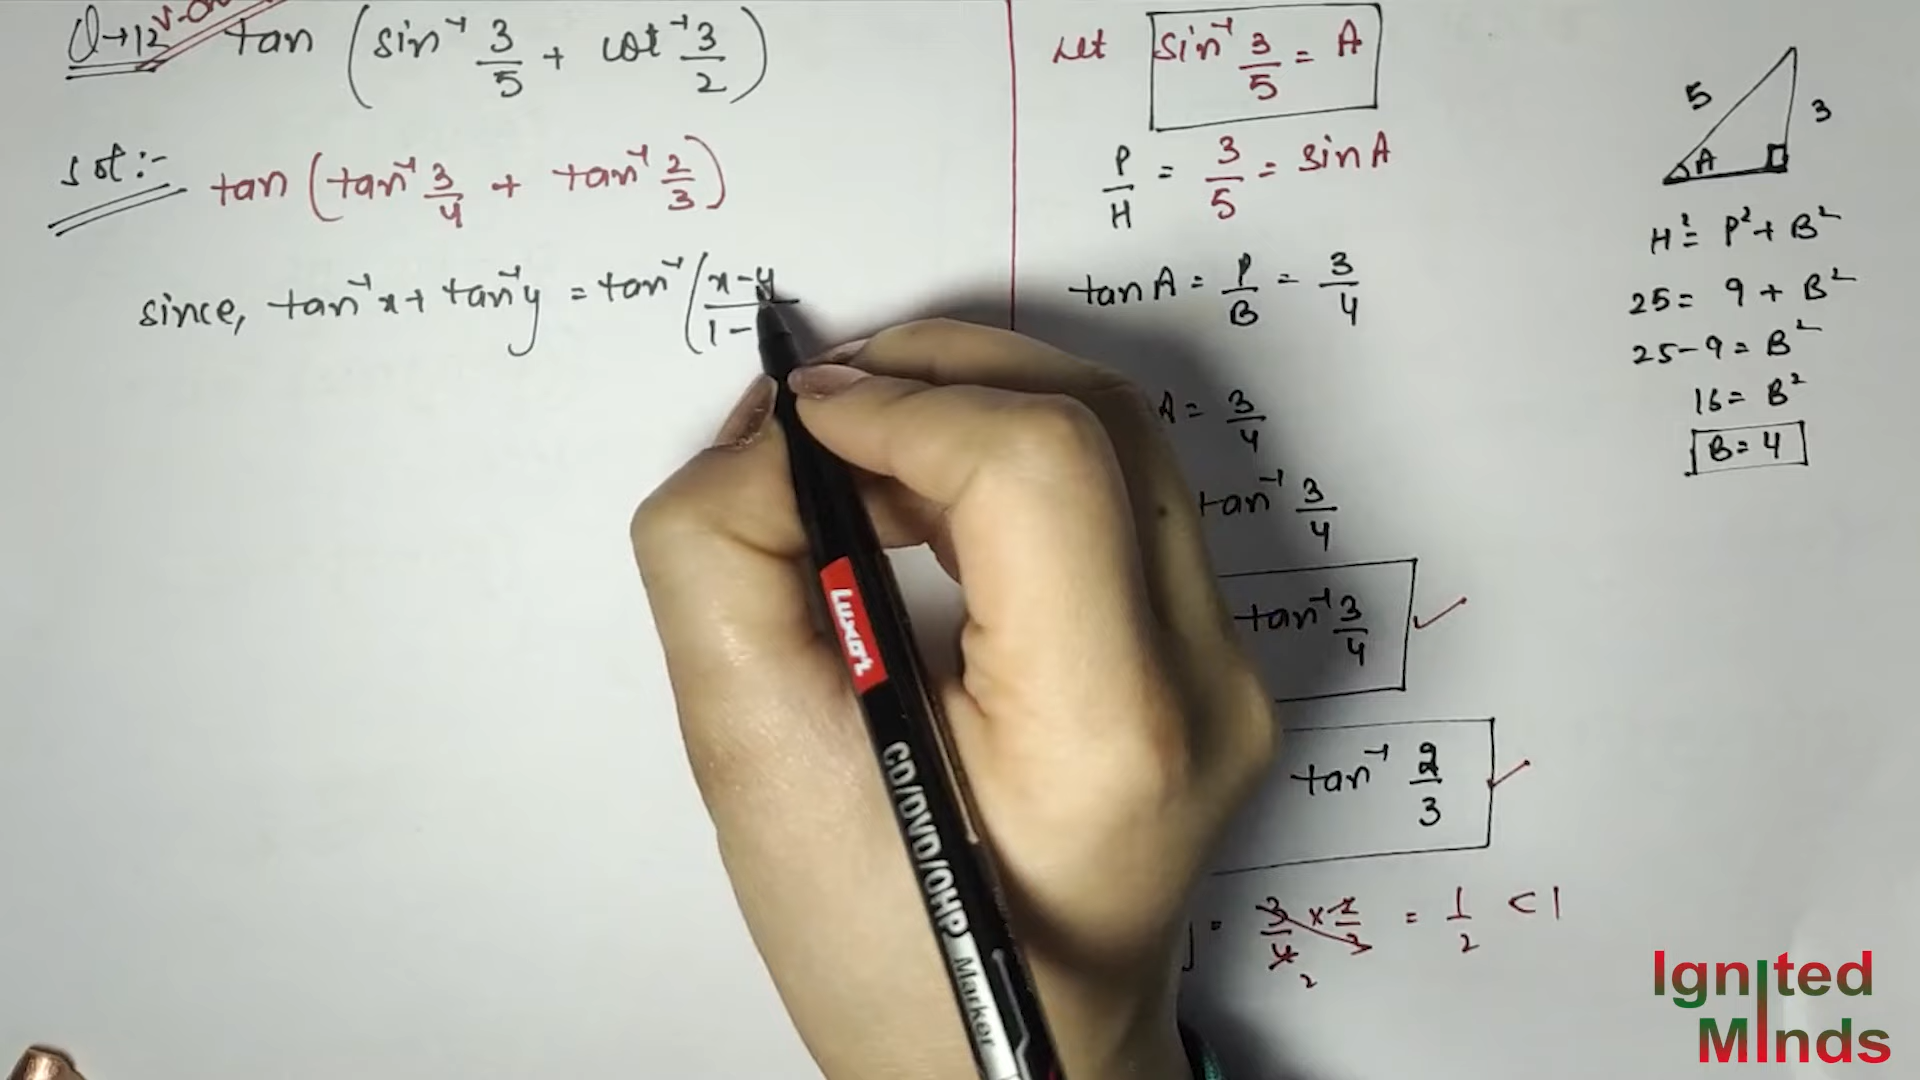 Q→12 tan (sin⁻¹ 3/5 + cot⁻¹ 3/2)
Sol:- tan (tan⁻¹ 3/4 + tan⁻¹ 2/3)
since, tan⁻¹x + tan⁻¹y = tan⁻¹ (x-y / 1-
Let sin⁻¹ 3/5 = A
P/H = 3/5 = sin A
tan A = P/B = 3/4
A = 3/4
tan⁻¹ 3/4
tan⁻¹ 3/4
tan⁻¹ 2/3
= 3/4 × 2/3 = 1/2 < 1
2
5
3
A
H² = P² + B²
25 = 9 + B²
25-9 = B²
16 = B²
B = 4
Luxor
CD/DVD/OHP Marker
Ignited
Minds